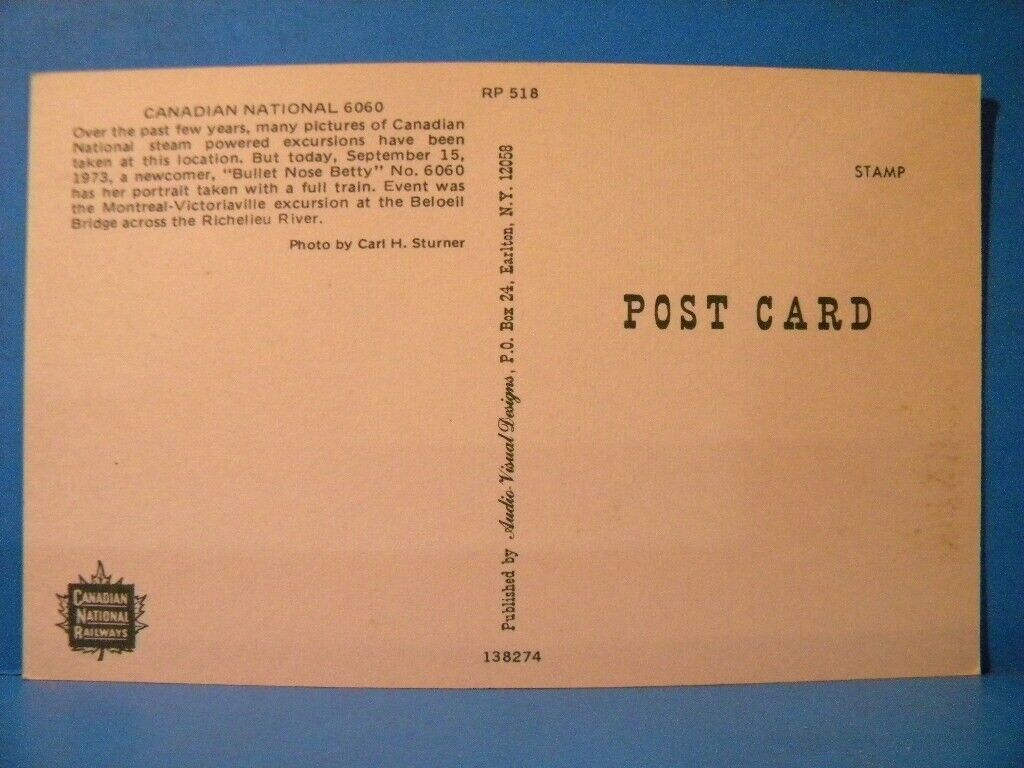 CANADIAN NATIONAL 6060
Over the past few years, many pictures of Canadian
National steam powered excursions have been
taken at this location. But today, September 15,
1973, a newcomer, "Bullet Nose Betty" No. 6060
has her portrait taken with a full train. Event was
the Montreal-Victoriaville excursion at the Beloeil
Bridge across the Richelieu River.
Photo by Carl H. Sturner
CANADIAN
NATIONAL
RAILWAYS
RP 518
Published by Audio-Visual Designs, P.O. Box 24, Earlton, N.Y. 12058
138274
STAMP
POST CARD